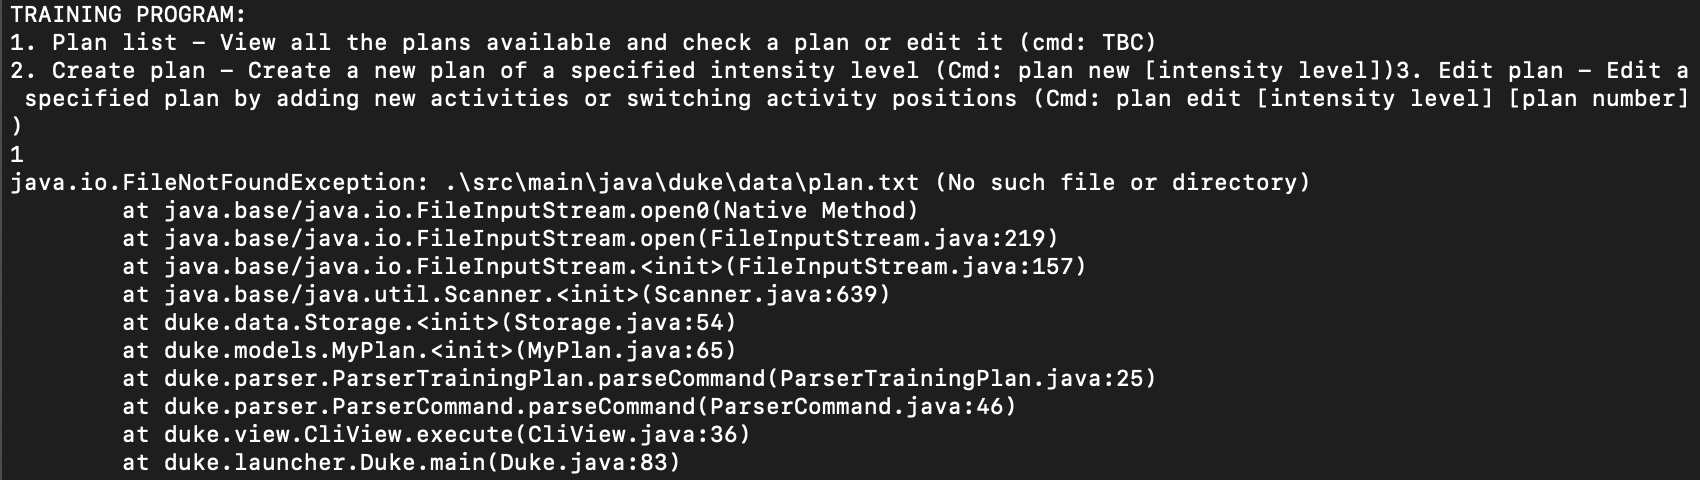 TRAINING PROGRAM:
1. Plan list – View all the plans available and check a plan or edit it (cmd: TBC)
2. Create plan – Create a new plan of a specified intensity level (Cmd: plan new [intensity level])3. Edit plan – Edit a
 specified plan by adding new activities or switching activity positions (Cmd: plan edit [intensity level] [plan number]
)
1
java.io.FileNotFoundException: .\src\main\java\duke\data\plan.txt (No such file or directory)
        at java.base/java.io.FileInputStream.open0(Native Method)
        at java.base/java.io.FileInputStream.open(FileInputStream.java:219)
        at java.base/java.io.FileInputStream.<init>(FileInputStream.java:157)
        at java.base/java.util.Scanner.<init>(Scanner.java:639)
        at duke.data.Storage.<init>(Storage.java:54)
        at duke.models.MyPlan.<init>(MyPlan.java:65)
        at duke.parser.ParserTrainingPlan.parseCommand(ParserTrainingPlan.java:25)
        at duke.parser.ParserCommand.parseCommand(ParserCommand.java:46)
        at duke.view.CliView.execute(CliView.java:36)
        at duke.launcher.Duke.main(Duke.java:83)